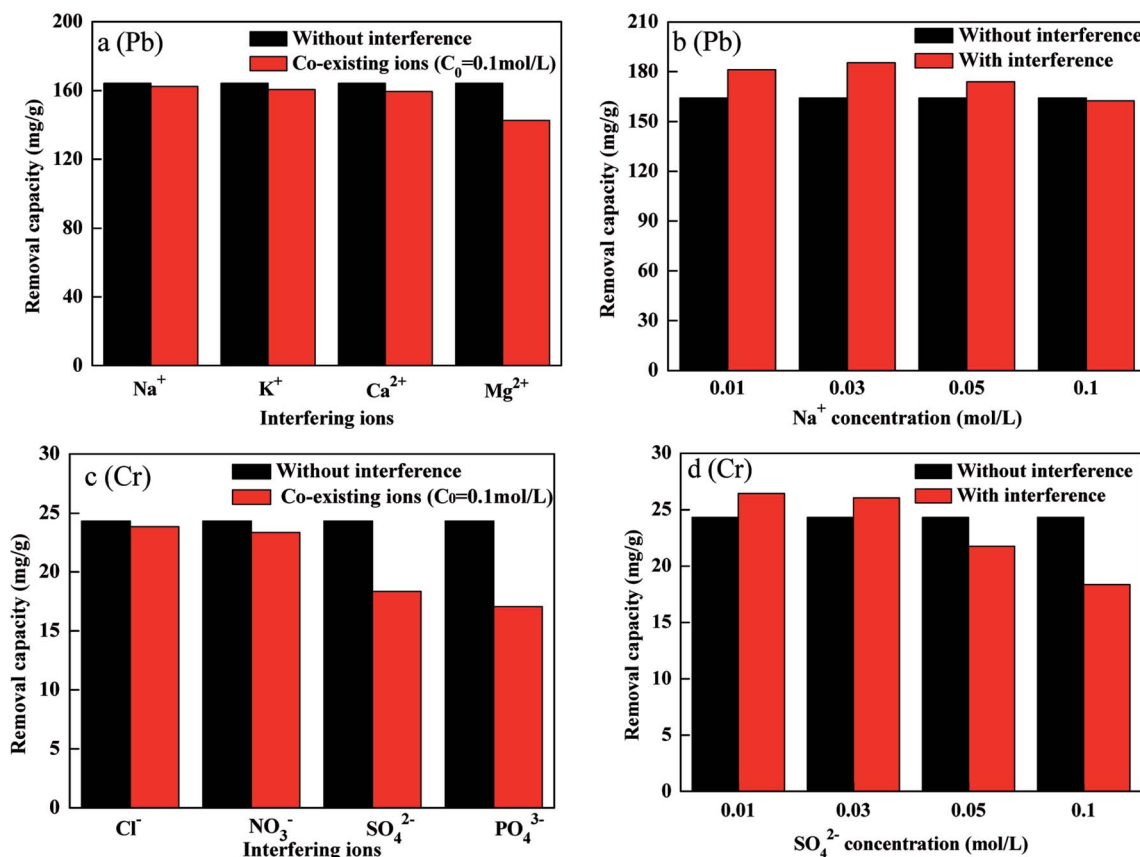 a (Pb)
Without interference
Co-existing ions (C₀=0.1mol/L)
Removal capacity (mg/g)
200
160
120
80
40
0
Na⁺ K⁺ Ca²⁺ Mg²⁺
Interfering ions
b (Pb)
Without interference
With interference
Removal capacity (mg/g)
210
180
150
120
90
60
30
0
0.01 0.03 0.05 0.1
Na⁺ concentration (mol/L)
c (Cr)
Without interference
Co-existing ions (C₀=0.1mol/L)
Removal capacity (mg/g)
30
25
20
15
10
5
0
Cl⁻ NO₃⁻ SO₄²⁻ PO₄³⁻
Interfering ions
d (Cr)
Without interference
With interference
Removal capacity (mg/g)
30
25
20
15
10
5
0
0.01 0.03 0.05 0.1
SO₄²⁻ concentration (mol/L)